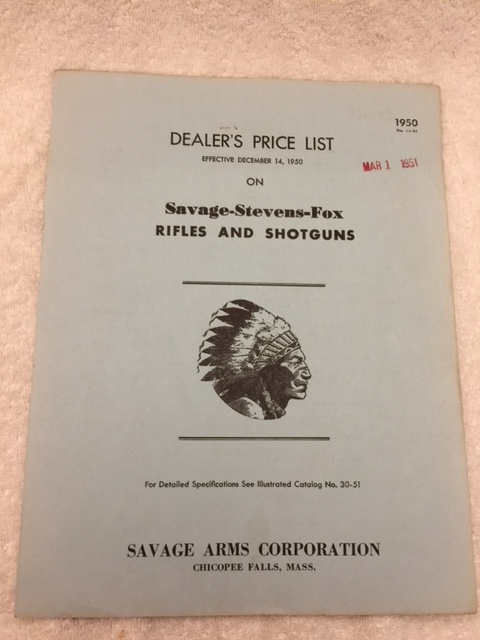 1950
DEALER'S PRICE LIST
EFFECTIVE DECEMBER 14, 1950
MAR 1 1951
ON
Savage-Stevens-Fox
RIFLES AND SHOTGUNS
For Detailed Specifications See Illustrated Catalog No. 30-51
SAVAGE ARMS CORPORATION
CHICOPEE FALLS, MASS.